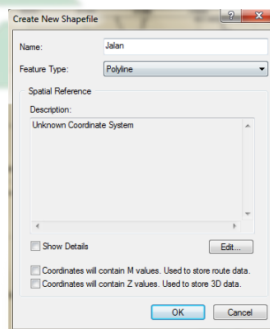 Create New Shapefile
Name: Jalan
Feature Type: Polyline
Spatial Reference
Description:
Unknown Coordinate System
Show Details
Edit...
Coordinates will contain M values. Used to store route data.
Coordinates will contain Z values. Used to store 3D data.
OK Cancel